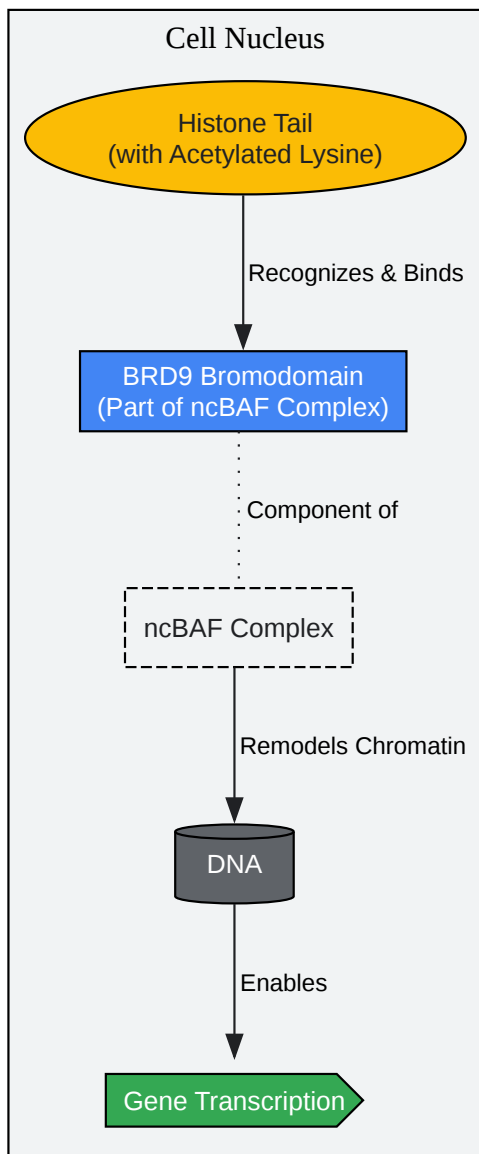 Cell Nucleus
Histone Tail
(with Acetylated Lysine)
Recognizes & Binds
BRD9 Bromodomain
(Part of ncBAF Complex)
Component of
ncBAF Complex
Remodels Chromatin
DNA
Enables
Gene Transcription